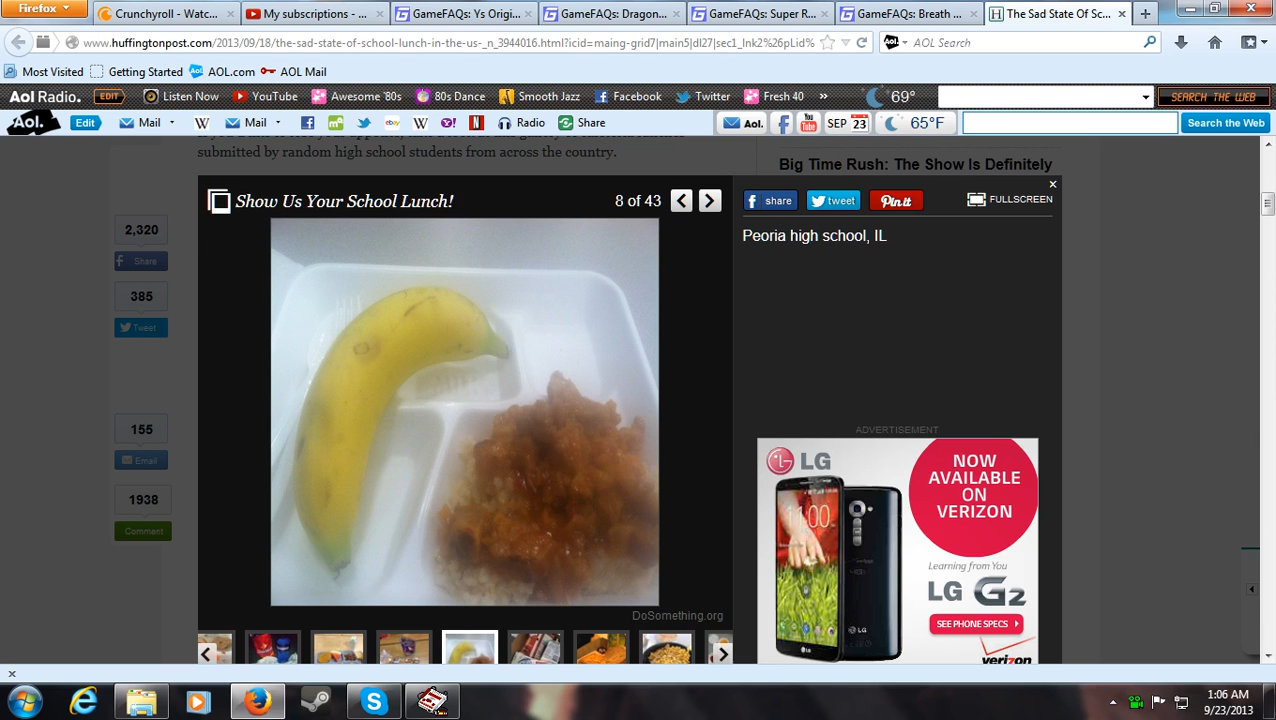 Firefox
Crunchyroll - Watc...
My subscriptions - ...
GameFAQs: Ys Origi...
GameFAQs: Dragon...
GameFAQs: Super R...
GameFAQs: Breath ...
The Sad State Of Sc...
www.huffingtonpost.com/2013/09/18/the-sad-state-of-school-lunch-in-the-us-_n_3944016.html?icid=maing-grid7|main5|dl27|sec1_lnk2%26pLid%
AOL Search
Most Visited
Getting Started
AOL.com
AOL Mail
Aol Radio.
EDIT
Listen Now
YouTube
Awesome '80s
80s Dance
Smooth Jazz
Facebook
Twitter
Fresh 40
69°
SEARCH THE WEB
Aol.
Edit
Mail
W
Mail
ebay
W
Y!
N
Radio
Share
Aol.
SEP 23
65°F
Search the Web
submitted by random high school students from across the country.
Big Time Rush: The Show Is Definitely
Show Us Your School Lunch!
8 of 43
share
tweet
Pin it
FULLSCREEN
Peoria high school, IL
2,320
Share
385
Tweet
155
Email
1938
Comment
DoSomething.org
ADVERTISEMENT
LG
NOW
AVAILABLE
ON
VERIZON
11:00
LG
Learning from You
LG G2
SEE PHONE SPECS
verizon
1:06 AM
9/23/2013